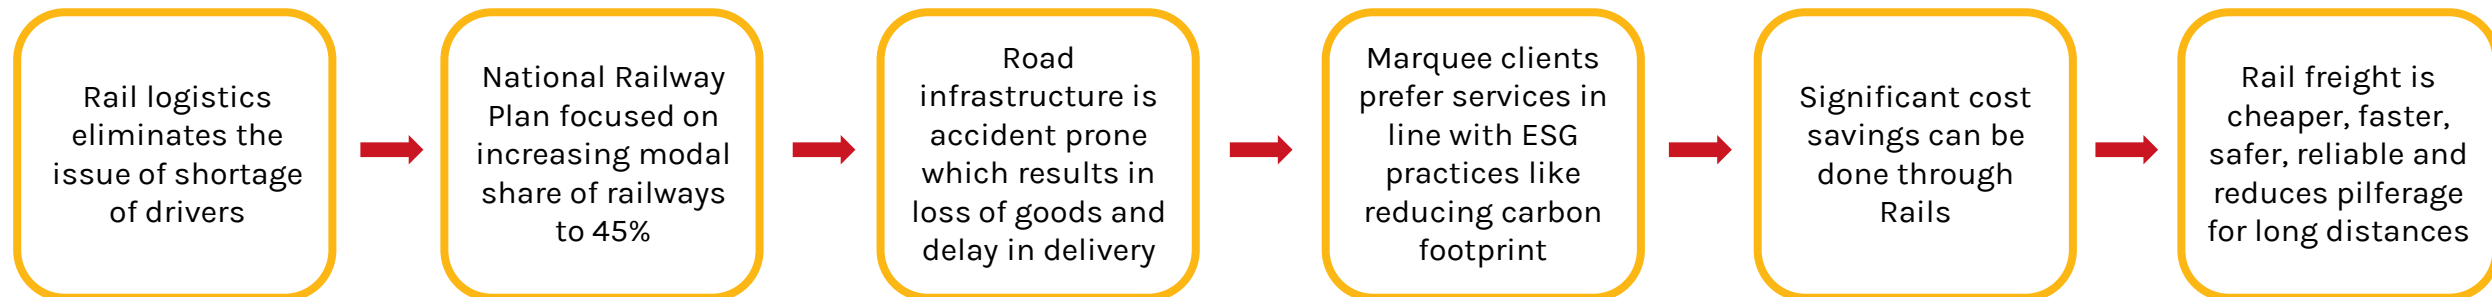 Rail logistics
eliminates the
issue of shortage
of drivers
National Railway
Plan focused on
increasing modal
share of railways
to 45%
Road
infrastructure is
accident prone
which results in
loss of goods and
delay in delivery
Marquee clients
prefer services in
line with ESG
practices like
reducing carbon
footprint
Significant cost
savings can be
done through
Rails
Rail freight is
cheaper, faster,
safer, reliable and
reduces pilferage
for long distances